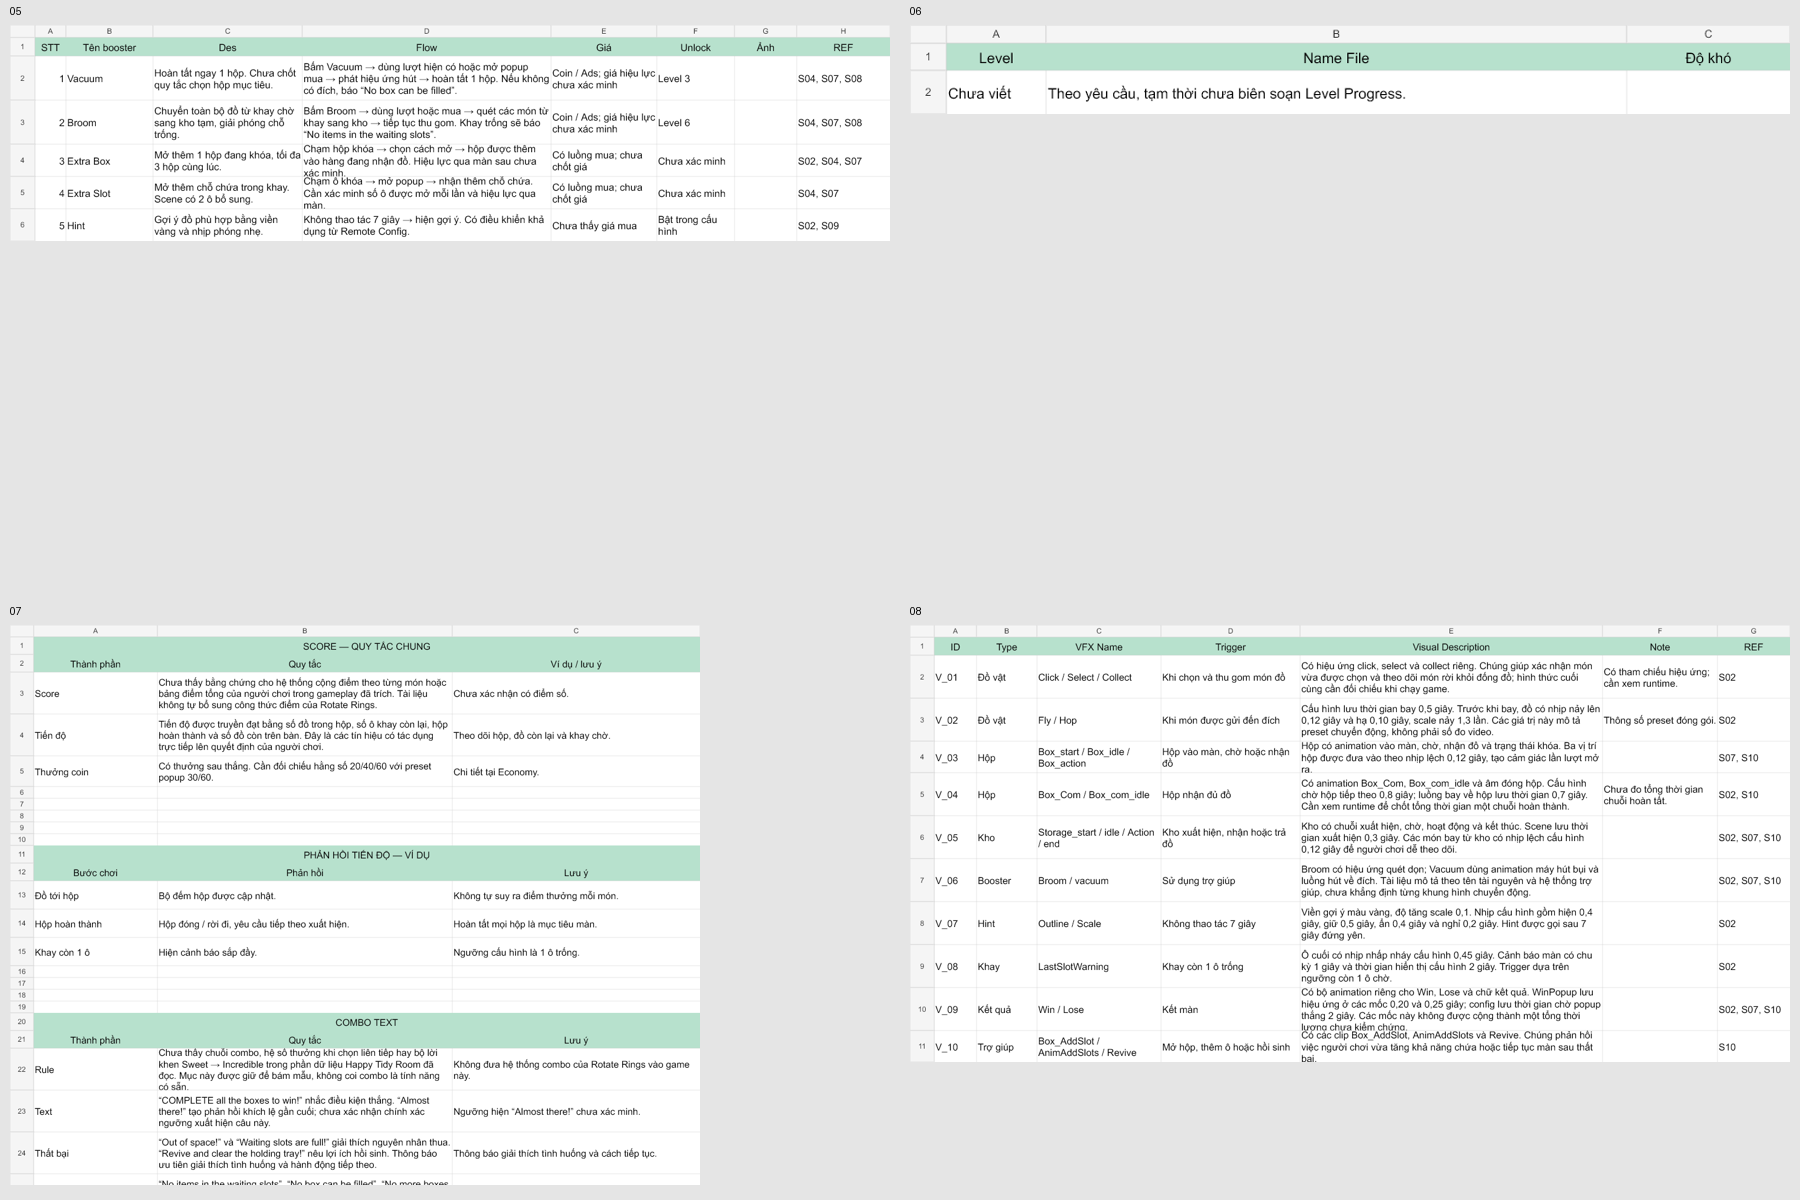 05
A B C D E F G H
1 STT Tên booster Des Flow Giá Unlock Ảnh REF
2 1 Vacuum Hoàn tất ngay 1 hộp. Chưa chốt quy tắc chọn hộp mục tiêu. Bấm Vacuum → dùng lượt hiện có hoặc mở popup mua → phát hiệu ứng hút → hoàn tất 1 hộp. Nếu không có đích, báo “No box can be filled”. Coin / Ads; giá hiệu lực chưa xác minh Level 3 S04, S07, S08
3 2 Broom Chuyển toàn bộ đồ từ khay chờ sang kho tạm, giải phóng chỗ trống. Bấm Broom → dùng lượt hoặc mua → quét các món từ khay sang kho → tiếp tục thu gom. Khay trống sẽ báo “No items in the waiting slots”. Coin / Ads; giá hiệu lực chưa xác minh Level 6 S04, S07, S08
4 3 Extra Box Mở thêm 1 hộp đang khóa, tối đa 3 hộp cùng lúc. Chạm hộp khóa → chọn cách mở → hộp được thêm vào hàng đang nhận đồ. Hiệu lực qua màn sau chưa xác minh. Có luồng mua; chưa chốt giá Chưa xác minh S02, S04, S07
5 4 Extra Slot Mở thêm chỗ chứa trong khay. Scene có 2 ô bổ sung. Chạm ô khóa → mở popup → nhận thêm chỗ chứa. Cần xác minh số ô được mở mỗi lần và hiệu lực qua màn. Có luồng mua; chưa chốt giá Chưa xác minh S04, S07
6 5 Hint Gợi ý đồ phù hợp bằng viền vàng và nhịp phóng nhẹ. Không thao tác 7 giây → hiện gợi ý. Có điều khiển khả dụng từ Remote Config. Chưa thấy giá mua Bật trong cấu hình S02, S09
06
A B C
1 Level Name File Độ khó
2 Chưa viết Theo yêu cầu, tạm thời chưa biên soạn Level Progress.
07
A B C
1 SCORE — QUY TẮC CHUNG
2 Thành phần Quy tắc Ví dụ / lưu ý
3 Score Chưa thấy bằng chứng cho hệ thống cộng điểm theo từng món hoặc bảng điểm tổng của người chơi trong gameplay đã trích. Tài liệu không tự bổ sung công thức điểm của Rotate Rings. Chưa xác nhận có điểm số.
4 Tiến độ Tiến độ được truyền đạt bằng số đồ trong hộp, số ô khay còn lại, hộp hoàn thành và số đồ còn trên bàn. Đây là các tín hiệu có tác dụng trực tiếp lên quyết định của người chơi. Theo dõi hộp, đồ còn lại và khay chờ.
5 Thưởng coin Có thưởng sau thắng. Cần đối chiếu hằng số 20/40/60 với preset popup 30/60. Chi tiết tại Economy.
6
7
8
9
10
11 PHẢN HỒI TIẾN ĐỘ — VÍ DỤ
12 Bước chơi Phản hồi Lưu ý
13 Đồ tới hộp Bộ đếm hộp được cập nhật. Không tự suy ra điểm thưởng mỗi món.
14 Hộp hoàn thành Hộp đóng / rời đi, yêu cầu tiếp theo xuất hiện. Hoàn tất mọi hộp là mục tiêu màn.
15 Khay còn 1 ô Hiện cảnh báo sắp đầy. Ngưỡng cấu hình là 1 ô trống.
16
17
18
19
20 COMBO TEXT
21 Thành phần Quy tắc Lưu ý
22 Rule Chưa thấy chuỗi combo, hệ số thưởng khi chọn liên tiếp hay bộ lời khen Sweet → Incredible trong phần dữ liệu Happy Tidy Room đã đọc. Mục này được giữ để bám mẫu, không coi combo là tính năng có sẵn. Không đưa hệ thống combo của Rotate Rings vào game này.
23 Text “COMPLETE all the boxes to win!” nhắc điều kiện thắng. “Almost there!” tạo phản hồi khích lệ gần cuối; chưa xác nhận chính xác ngưỡng xuất hiện câu này. Ngưỡng hiện “Almost there!” chưa xác minh.
24 Thất bại “Out of space!” và “Waiting slots are full!” giải thích nguyên nhân thua. “Revive and clear the holding tray!” nêu lợi ích hồi sinh. Thông báo ưu tiên giải thích tình huống và hành động tiếp theo. Thông báo giải thích tình huống và cách tiếp tục.
“No items in the waiting slots”, “No box can be filled”, “No more boxes
08
A B C D E F G
1 ID Type VFX Name Trigger Visual Description Note REF
2 V_01 Đồ vật Click / Select / Collect Khi chọn và thu gom món đồ Có hiệu ứng click, select và collect riêng. Chúng giúp xác nhận món vừa được chọn và theo dõi món rời khỏi đống đồ; hình thức cuối cùng cần đối chiếu khi chạy game. Có tham chiếu hiệu ứng; cần xem runtime. S02
3 V_02 Đồ vật Fly / Hop Khi món được gửi đến đích Cấu hình lưu thời gian bay 0,5 giây. Trước khi bay, đồ có nhịp nảy lên 0,12 giây và hạ 0,10 giây, scale nảy 1,3 lần. Các giá trị này mô tả preset chuyển động, không phải số đo video. Thông số preset đóng gói. S02
4 V_03 Hộp Box_start / Box_idle / Box_action Hộp vào màn, chờ hoặc nhận đồ Hộp có animation vào màn, chờ, nhận đồ và trạng thái khóa. Ba vị trí hộp được đưa vào theo nhịp lệch 0,12 giây, tạo cảm giác lần lượt mở ra. S07, S10
5 V_04 Hộp Box_Com / Box_com_idle Hộp nhận đủ đồ Có animation Box_Com, Box_com_idle và âm đóng hộp. Cấu hình chờ hộp tiếp theo 0,8 giây; luồng bay về hộp lưu thời gian 0,7 giây. Cần xem runtime để chốt tổng thời gian một chuỗi hoàn thành. Chưa đo tổng thời gian chuỗi hoàn tất. S02, S10
6 V_05 Kho Storage_start / idle / Action / end Kho xuất hiện, nhận hoặc trả đồ Kho có chuỗi xuất hiện, chờ, hoạt động và kết thúc. Scene lưu thời gian xuất hiện 0,3 giây. Các món bay từ kho có nhịp lệch cấu hình 0,12 giây để người chơi dễ theo dõi. S02, S07, S10
7 V_06 Booster Broom / vacuum Sử dụng trợ giúp Broom có hiệu ứng quét dọn; Vacuum dùng animation máy hút bụi và luồng hút về đích. Tài liệu mô tả theo tên tài nguyên và hệ thống trợ giúp, chưa khẳng định từng khung hình chuyển động. S02, S07, S10
8 V_07 Hint Outline / Scale Không thao tác 7 giây Viền gợi ý màu vàng, độ tăng scale 0,1. Nhịp cấu hình gồm hiện 0,4 giây, giữ 0,5 giây, ẩn 0,4 giây và nghỉ 0,2 giây. Hint được gọi sau 7 giây đứng yên. S02
9 V_08 Khay LastSlotWarning Khay còn 1 ô trống Ô cuối có nhịp nhấp nháy cấu hình 0,45 giây. Cảnh báo màn có chu kỳ 1 giây và thời gian hiển thị cấu hình 2 giây. Trigger dựa trên ngưỡng còn 1 ô chờ. S02
10 V_09 Kết quả Win / Lose Kết màn Có bộ animation riêng cho Win, Lose và chữ kết quả. WinPopup lưu hiệu ứng ở các mốc 0,20 và 0,25 giây; config lưu thời gian chờ popup thắng 2 giây. Các mốc này không được cộng thành một tổng thời lượng chưa kiểm chứng. S02, S07, S10
11 V_10 Trợ giúp Box_AddSlot / AnimAddSlots / Revive Mở hộp, thêm ô hoặc hồi sinh Có các clip Box_AddSlot, AnimAddSlots và Revive. Chúng phản hồi việc người chơi vừa tăng khả năng chứa hoặc tiếp tục màn sau thất bại. S10